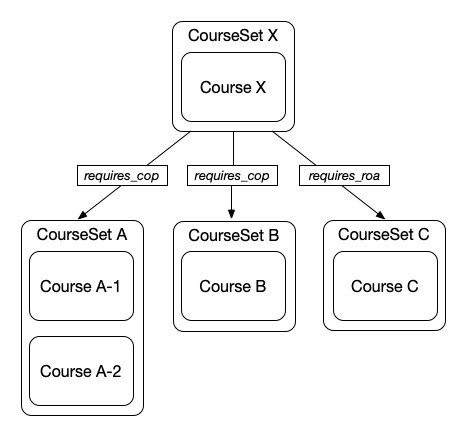 CourseSet X
Course X
requires_cop
requires_cop
requires_roa
CourseSet A
Course A-1
Course A-2
CourseSet B
Course B
CourseSet C
Course C